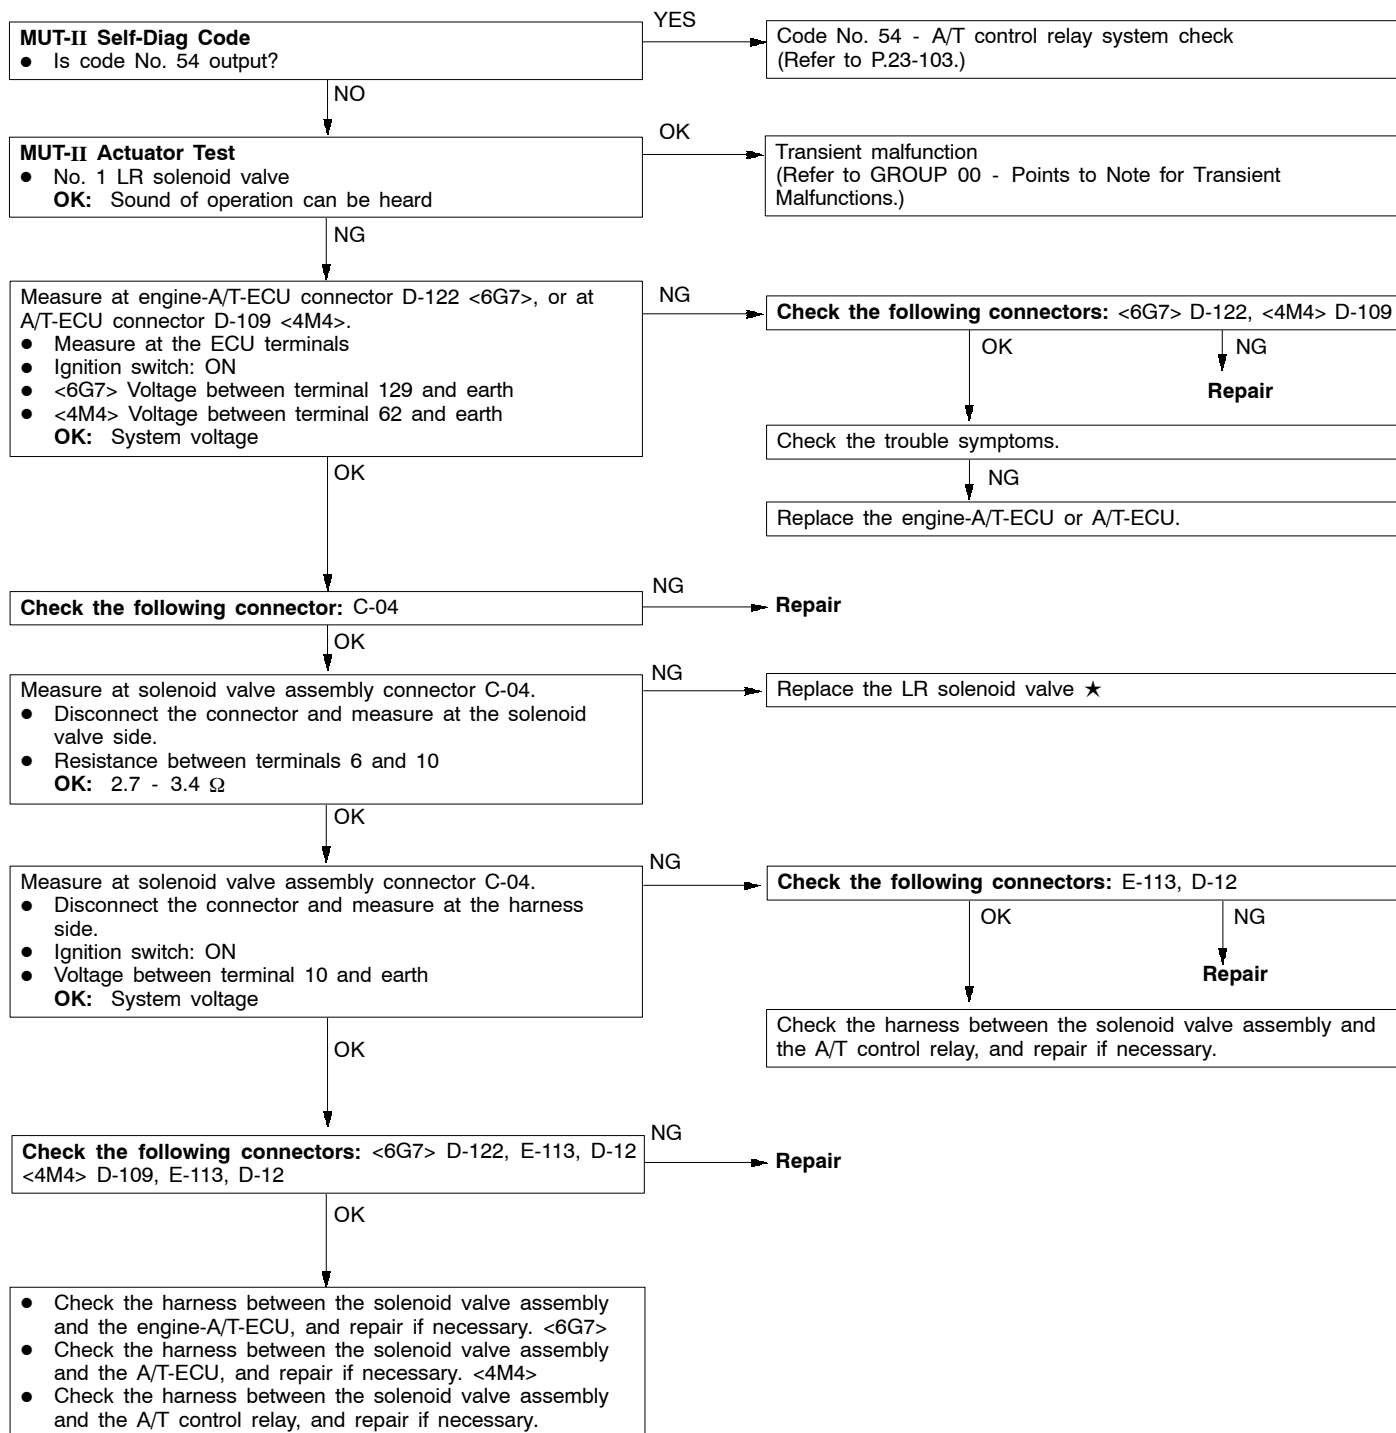 YES
MUT-II Self-Diag Code
● Is code No. 54 output?
Code No. 54 - A/T control relay system check
(Refer to P.23-103.)
NO
OK
MUT-II Actuator Test
● No. 1 LR solenoid valve
OK: Sound of operation can be heard
Transient malfunction
(Refer to GROUP 00 - Points to Note for Transient
Malfunctions.)
NG
Measure at engine-A/T-ECU connector D-122 <6G7>, or at
A/T-ECU connector D-109 <4M4>.
● Measure at the ECU terminals
● Ignition switch: ON
● <6G7> Voltage between terminal 129 and earth
● <4M4> Voltage between terminal 62 and earth
OK: System voltage
NG
Check the following connectors: <6G7> D-122, <4M4> D-109
OK
NG
Repair
Check the trouble symptoms.
NG
Replace the engine-A/T-ECU or A/T-ECU.
OK
Check the following connector: C-04
NG
Repair
OK
Measure at solenoid valve assembly connector C-04.
● Disconnect the connector and measure at the solenoid
valve side.
● Resistance between terminals 6 and 10
OK: 2.7 - 3.4 Ω
NG
Replace the LR solenoid valve ★
OK
Measure at solenoid valve assembly connector C-04.
● Disconnect the connector and measure at the harness
side.
● Ignition switch: ON
● Voltage between terminal 10 and earth
OK: System voltage
NG
Check the following connectors: E-113, D-12
OK
NG
Repair
Check the harness between the solenoid valve assembly and
the A/T control relay, and repair if necessary.
OK
Check the following connectors: <6G7> D-122, E-113, D-12
<4M4> D-109, E-113, D-12
NG
Repair
OK
● Check the harness between the solenoid valve assembly
and the engine-A/T-ECU, and repair if necessary. <6G7>
● Check the harness between the solenoid valve assembly
and the A/T-ECU, and repair if necessary. <4M4>
● Check the harness between the solenoid valve assembly
and the A/T control relay, and repair if necessary.